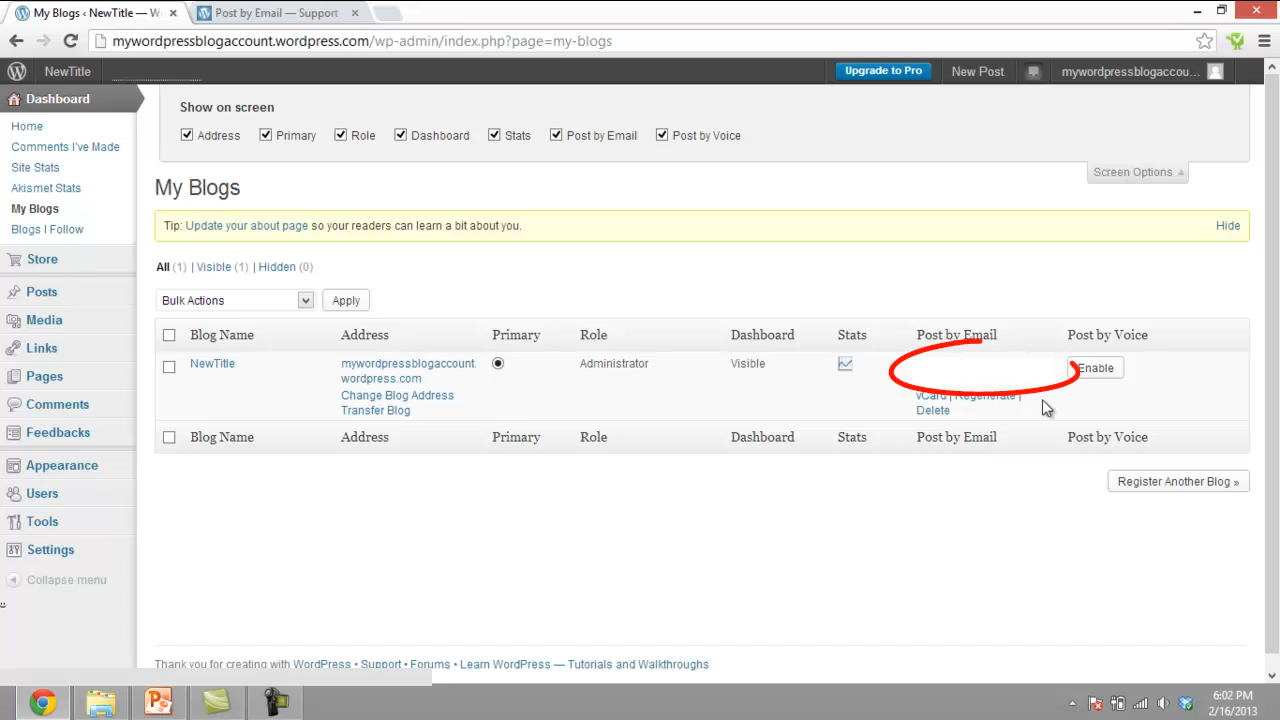 My Blogs ‹ NewTitle — W
Post by Email — Support
mywordpressblogaccount.wordpress.com/wp-admin/index.php?page=my-blogs
NewTitle
Upgrade to Pro
New Post
mywordpressblogaccou...
Dashboard
Home
Comments I've Made
Site Stats
Akismet Stats
My Blogs
Blogs I Follow
Store
Posts
Media
Links
Pages
Comments
Feedbacks
Appearance
Users
Tools
Settings
Collapse menu
Show on screen
Address Primary Role Dashboard Stats Post by Email Post by Voice
Screen Options
My Blogs
Tip: Update your about page so your readers can learn a bit about you.
Hide
All (1) | Visible (1) | Hidden (0)
Bulk Actions
Apply
Blog Name Address Primary Role Dashboard Stats Post by Email Post by Voice
NewTitle
mywordpressblogaccount.
wordpress.com
Change Blog Address
Transfer Blog
Administrator
Visible
vCard | Regenerate |
Delete
Enable
Blog Name Address Primary Role Dashboard Stats Post by Email Post by Voice
Register Another Blog »
Thank you for creating with WordPress • Support • Forums • Learn WordPress — Tutorials and Walkthroughs
6:02 PM
2/16/2013